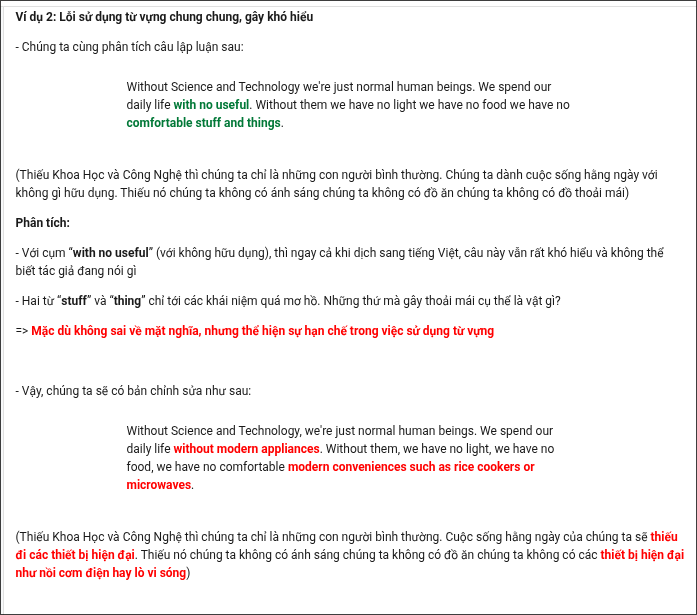 Ví dụ 2: Lỗi sử dụng từ vựng chung chung, gây khó hiểu
- Chúng ta cùng phân tích câu lập luận sau:
Without Science and Technology we're just normal human beings. We spend our
daily life with no useful. Without them we have no light we have no food we have no
comfortable stuff and things.
(Thiếu Khoa Học và Công Nghệ thì chúng ta chỉ là những con người bình thường. Chúng ta dành cuộc sống hằng ngày với
không gì hữu dụng. Thiếu nó chúng ta không có ánh sáng chúng ta không có đồ ăn chúng ta không có đồ thoải mái)
Phân tích:
- Với cụm “with no useful” (với không hữu dụng), thì ngay cả khi dịch sang tiếng Việt, câu này vẫn rất khó hiểu và không thể
biết tác giả đang nói gì
- Hai từ “stuff” và “thing” chỉ tới các khái niệm quá mơ hồ. Những thứ mà gây thoải mái cụ thể là vật gì?
=> Mặc dù không sai về mặt nghĩa, nhưng thể hiện sự hạn chế trong việc sử dụng từ vựng
- Vậy, chúng ta sẽ có bản chỉnh sửa như sau:
Without Science and Technology, we're just normal human beings. We spend our
daily life without modern appliances. Without them, we have no light, we have no
food, we have no comfortable modern conveniences such as rice cookers or
microwaves.
(Thiếu Khoa Học và Công Nghệ thì chúng ta chỉ là những con người bình thường. Cuộc sống hằng ngày của chúng ta sẽ thiếu
đi các thiết bị hiện đại. Thiếu nó chúng ta không có ánh sáng chúng ta không có đồ ăn chúng ta không có các thiết bị hiện đại
như nồi cơm điện hay lò vi sóng)